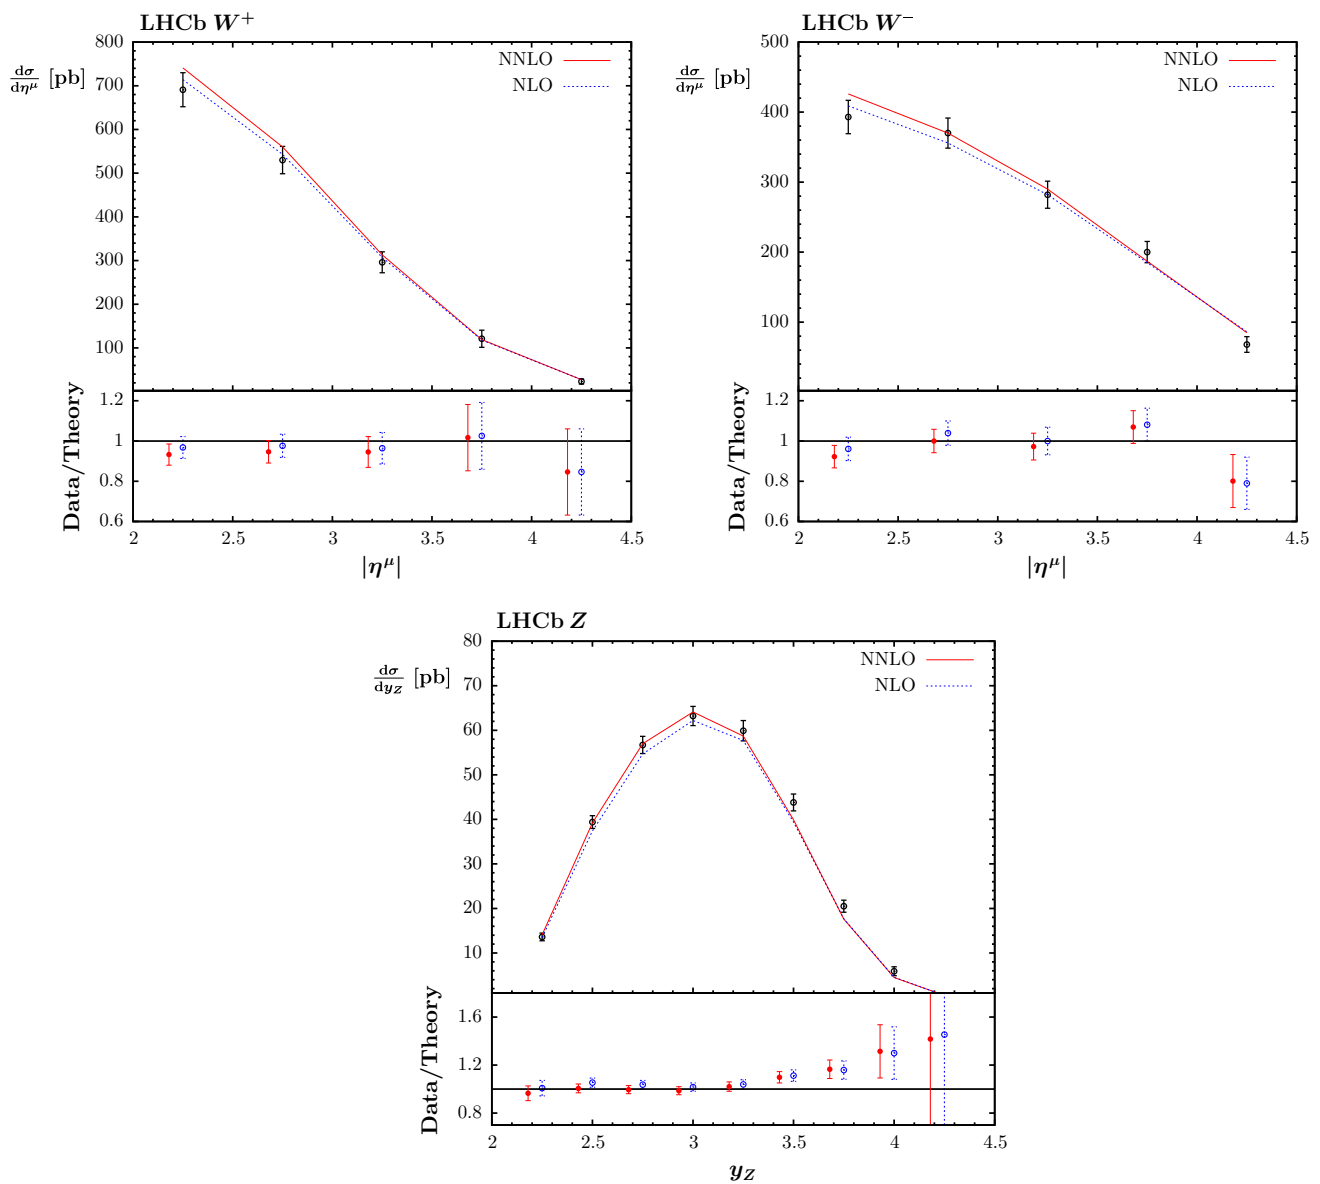 LHCb W⁺
dσ/dη^μ [pb]
800
700
600
500
400
300
200
100
NNLO
NLO
Data/Theory
1.2
1
0.8
0.6
2 2.5 3 3.5 4 4.5
|η^μ|
LHCb W⁻
dσ/dη^μ [pb]
500
400
300
200
100
NNLO
NLO
Data/Theory
1.2
1
0.8
0.6
2 2.5 3 3.5 4 4.5
|η^μ|
LHCb Z
dσ/dy_Z [pb]
80
70
60
50
40
30
20
10
NNLO
NLO
Data/Theory
1.6
1.2
0.8
2 2.5 3 3.5 4 4.5
y_Z